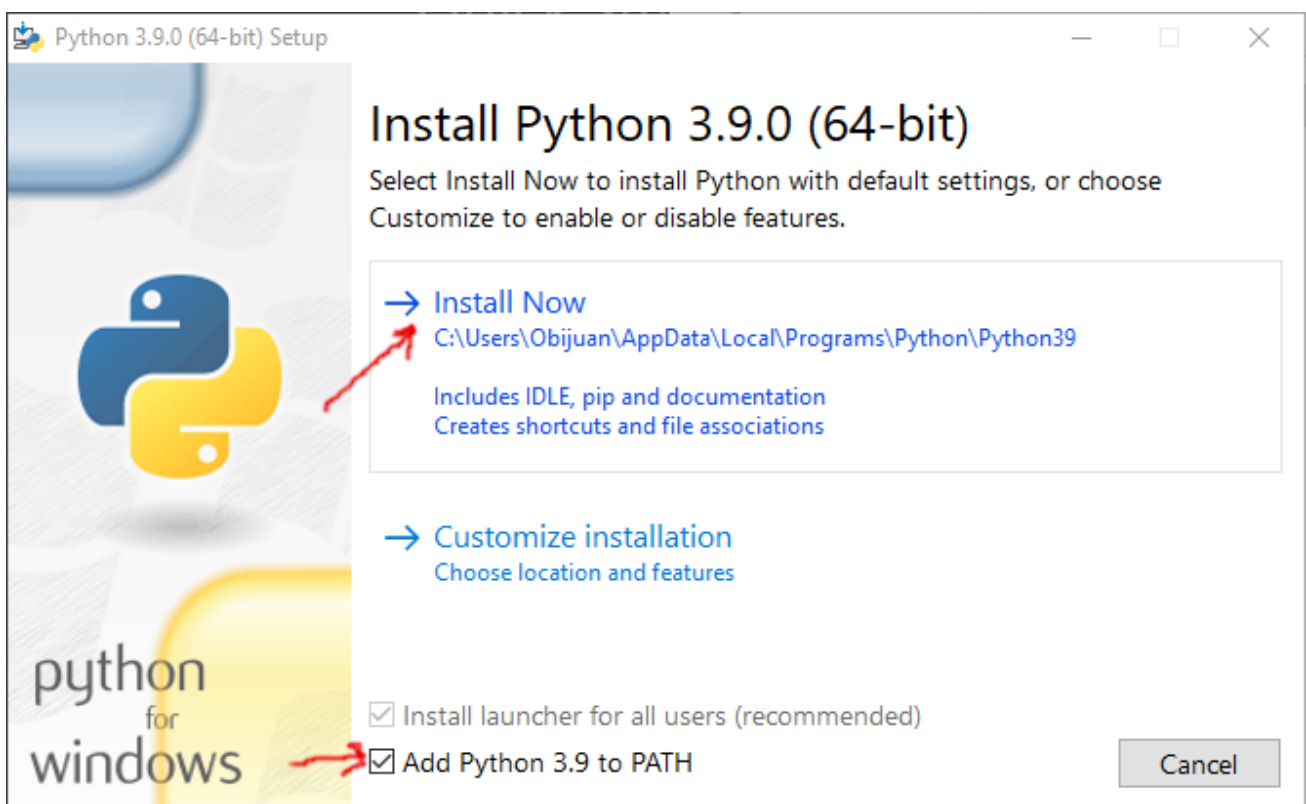 Python 3.9.0 (64-bit) Setup
Install Python 3.9.0 (64-bit)
Select Install Now to install Python with default settings, or choose
Customize to enable or disable features.
Install Now
C:\Users\Obijuan\AppData\Local\Programs\Python\Python39
Includes IDLE, pip and documentation
Creates shortcuts and file associations
Customize installation
Choose location and features
python
for
windows
Install launcher for all users (recommended)
Add Python 3.9 to PATH
Cancel